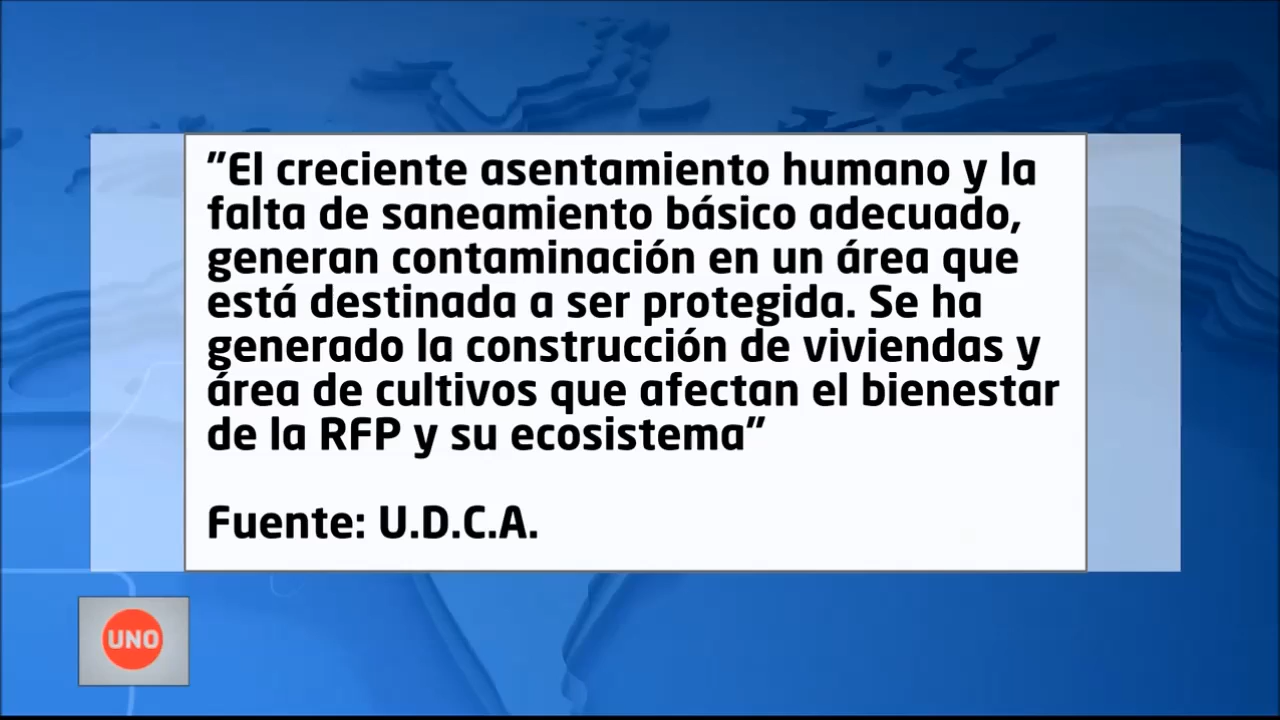 "El creciente asentamiento humano y la
falta de saneamiento básico adecuado,
generan contaminación en un área que
está destinada a ser protegida. Se ha
generado la construcción de viviendas y
área de cultivos que afectan el bienestar
de la RFP y su ecosistema"
Fuente: U.D.C.A.
UNO